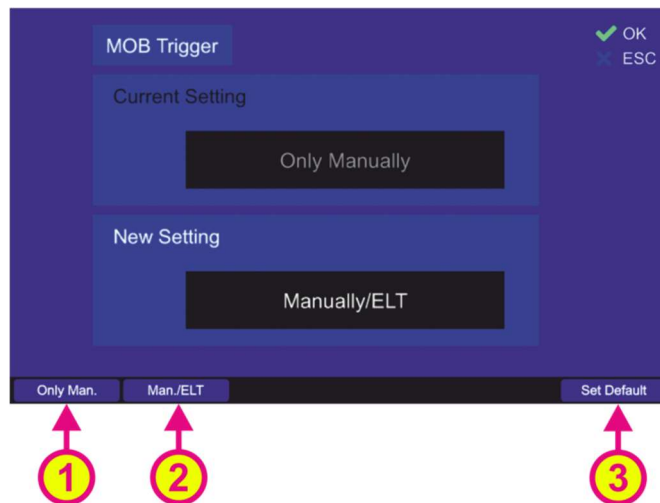 MOB Trigger
OK
ESC
Current Setting
Only Manually
New Setting
Manually/ELT
Only Man. Man./ELT Set Default
1 2 3